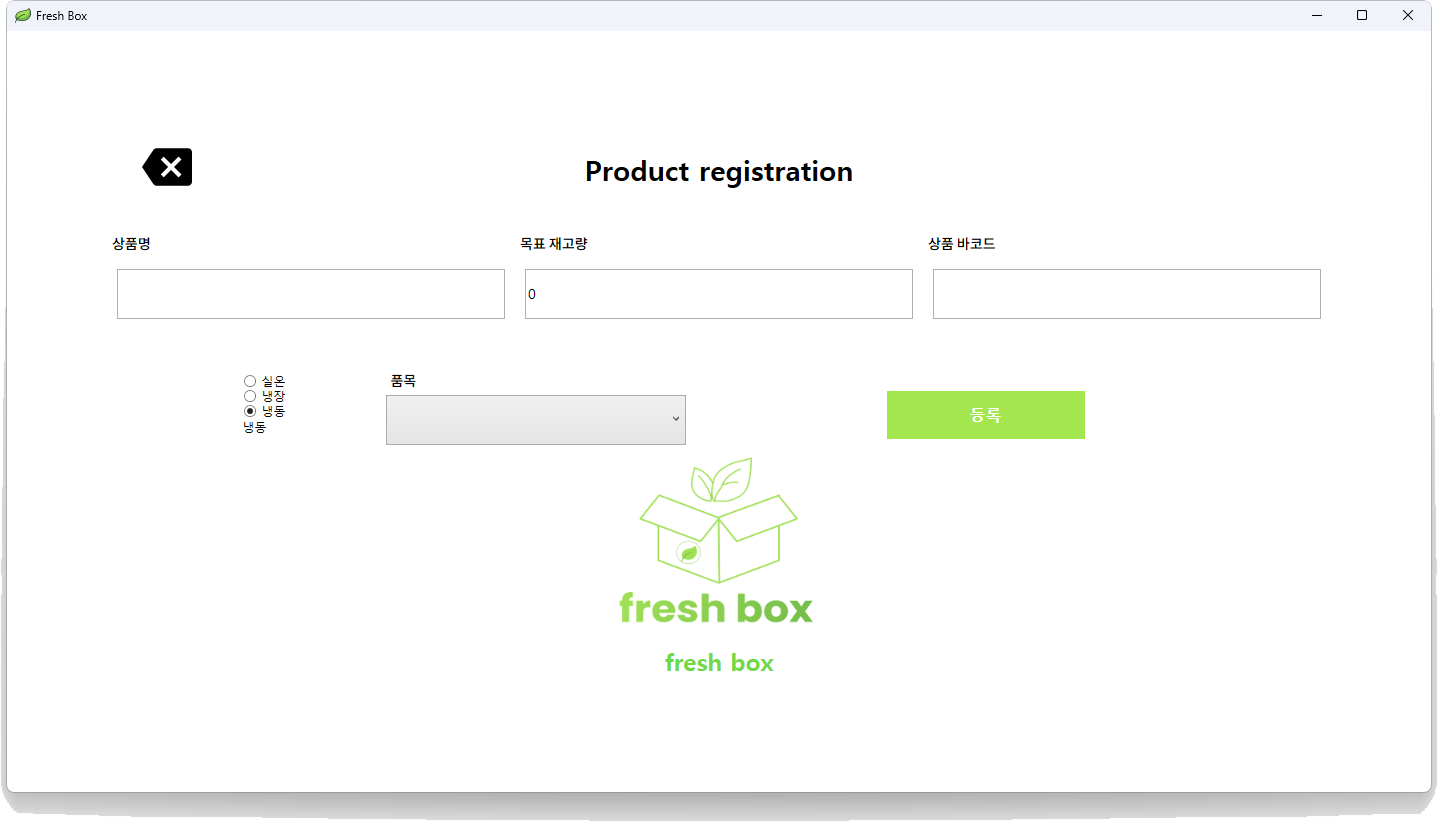 Fresh Box
Product registration
상품명
목표 재고량
상품 바코드
0
실온
냉장
냉동
냉동
품목
등록
fresh box
fresh box